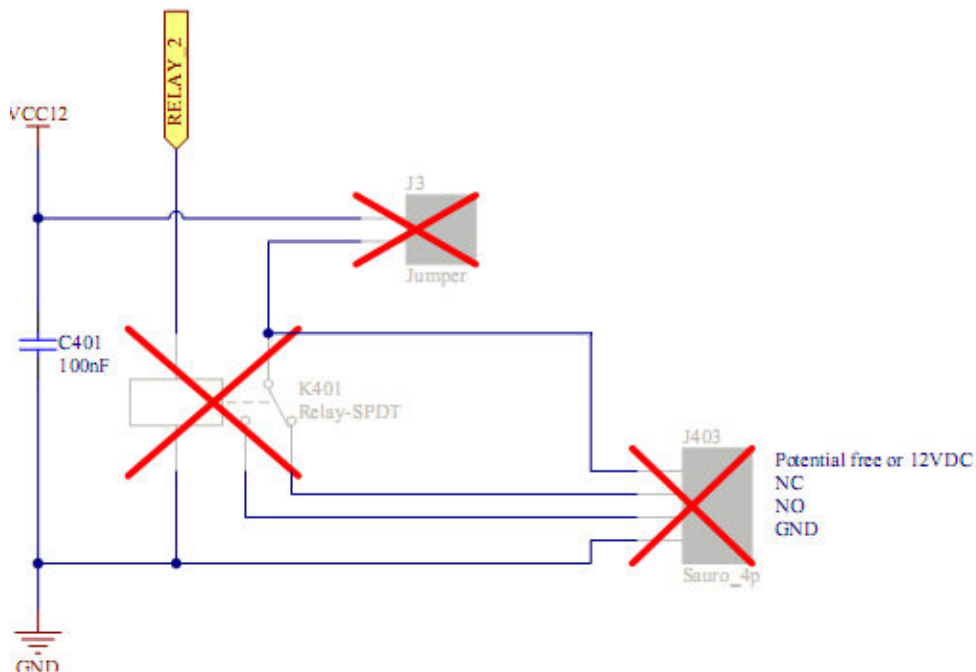 RELAY_2
VCC12
J3
Jumper
C401
100nF
K401
Relay-SPDT
J403
Potential free or 12VDC
NC
NO
GND
Sauro_4p
GND